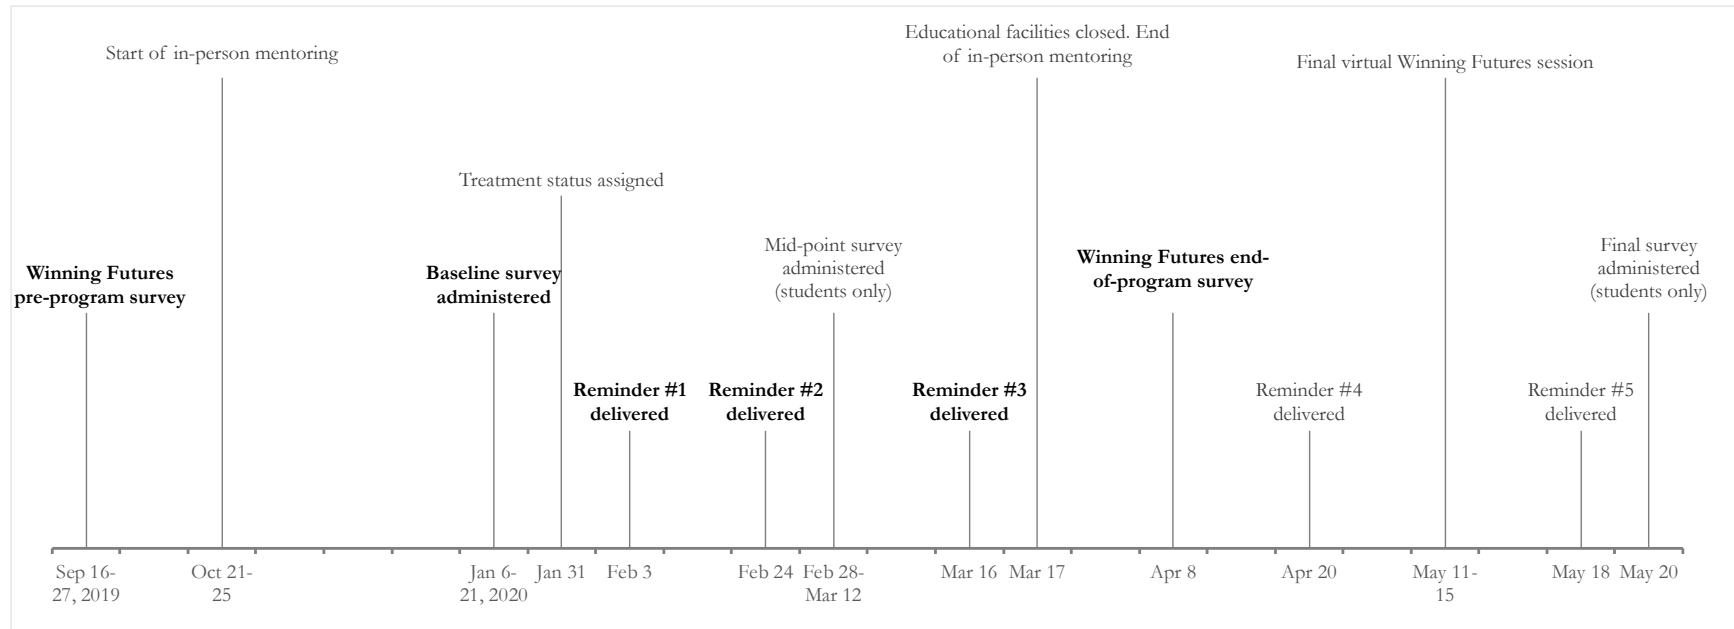 Start of in-person mentoring
Educational facilities closed. End
of in-person mentoring
Final virtual Winning Futures session
Treatment status assigned
Winning Futures
pre-program survey
Baseline survey
administered
Mid-point survey
administered
(students only)
Winning Futures end-
of-program survey
Final survey
administered
(students only)
Reminder #1
delivered
Reminder #2
delivered
Reminder #3
delivered
Reminder #4
delivered
Reminder #5
delivered
Sep 16-
27, 2019
Oct 21-
25
Jan 6-
21, 2020
Jan 31
Feb 3
Feb 24
Feb 28-
Mar 12
Mar 16
Mar 17
Apr 8
Apr 20
May 11-
15
May 18
May 20